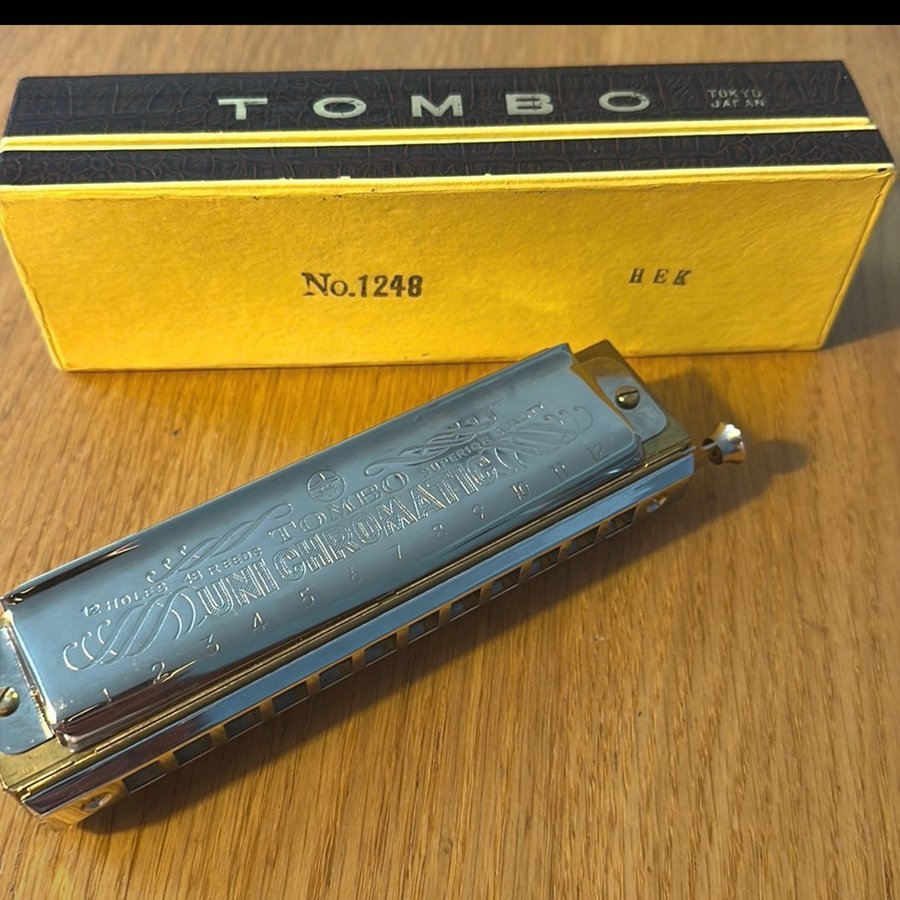 TOMBO
TOKYO
JAPAN
No.1248
HEK
TOMBO
SUPERIOR QUALITY
12 HOLES 48 REEDS
UNI CHROMATIC
1 2 3 4 5 6 7 8 9 10 11 12